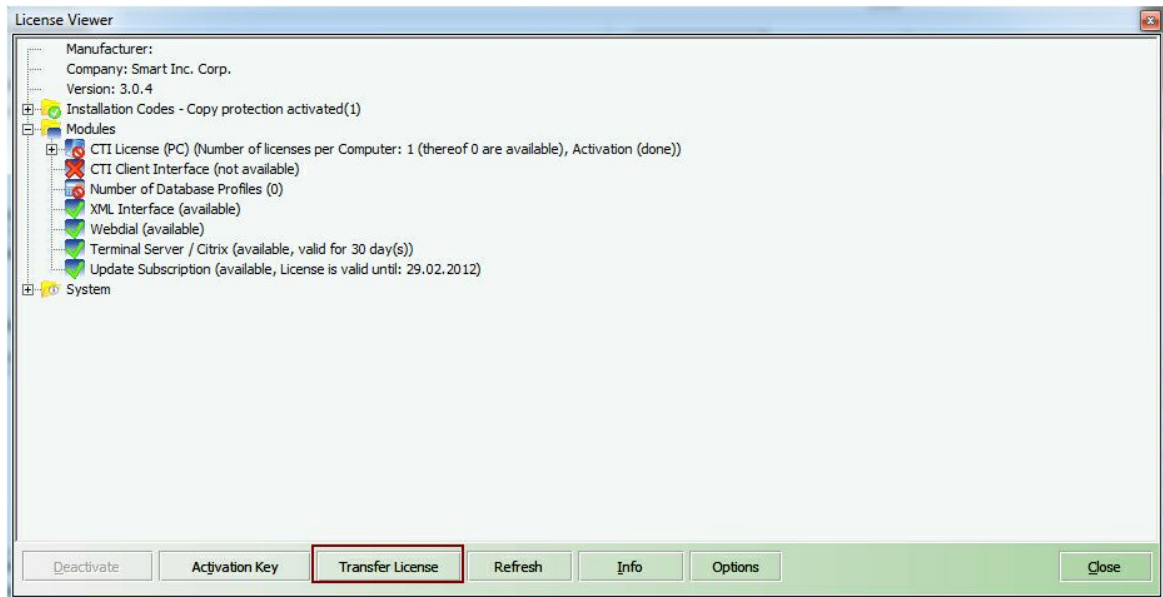 License Viewer
Manufacturer:
Company: Smart Inc. Corp.
Version: 3.0.4
Installation Codes - Copy protection activated(1)
Modules
CTI License (PC) (Number of licenses per Computer: 1 (thereof 0 are available), Activation (done))
CTI Client Interface (not available)
Number of Database Profiles (0)
XML Interface (available)
Webdial (available)
Terminal Server / Citrix (available, valid for 30 day(s))
Update Subscription (available, License is valid until: 29.02.2012)
System
Deactivate Activation Key Transfer License Refresh Info Options Close